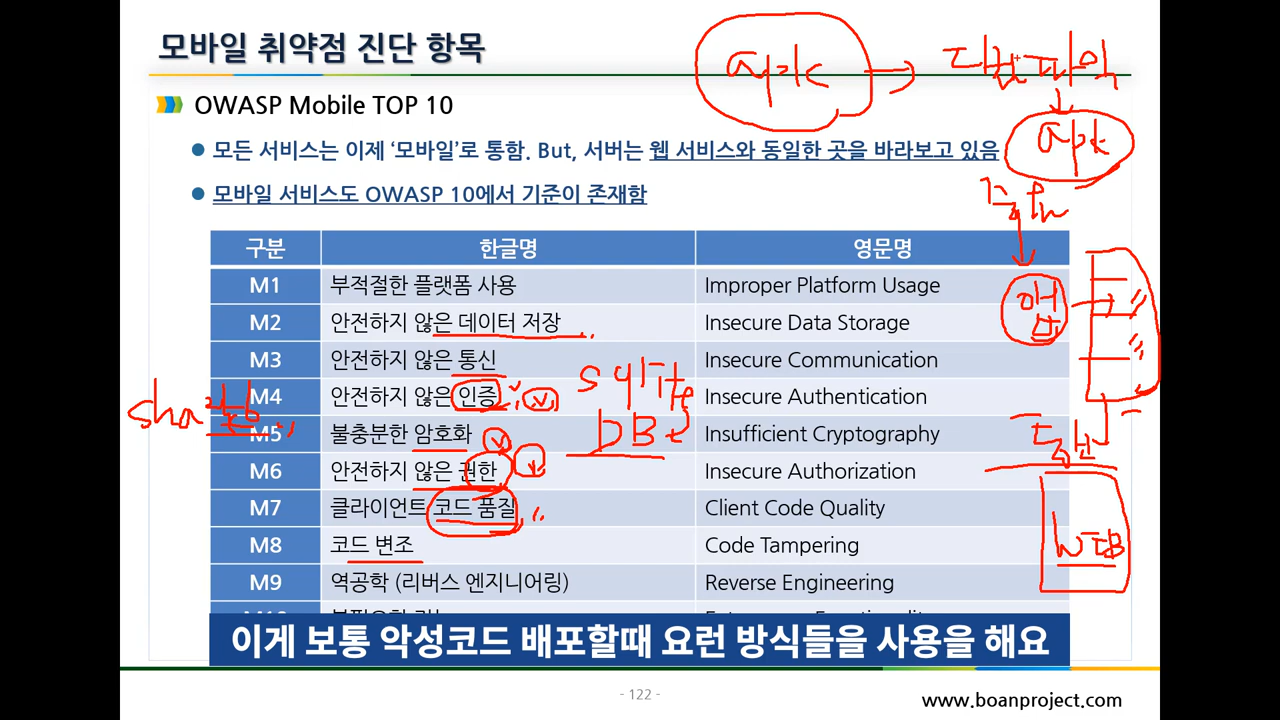 모바일 취약점 진단 항목
apk
OWASP Mobile TOP 10
apk
모든 서비스는 이제 ‘모바일’로 통함. But, 서버는 웹 서비스와 동일한 곳을 바라보고 있음
모바일 서비스도 OWASP 10에서 기준이 존재함
구분 한글명 영문명
M1 부적절한 플랫폼 사용 Improper Platform Usage
M2 안전하지 않은 데이터 저장 Insecure Data Storage
M3 안전하지 않은 통신 Insecure Communication
M4 안전하지 않은 인증 Insecure Authentication
M5 불충분한 암호화 Insufficient Cryptography
M6 안전하지 않은 권한 Insecure Authorization
M7 클라이언트 코드 품질 Client Code Quality
M8 코드 변조 Code Tampering
M9 역공학 (리버스 엔지니어링) Reverse Engineering
sqlite
DB
WEB
이게 보통 악성코드 배포할때 요런 방식들을 사용을 해요
- 122 -
www.boanproject.com